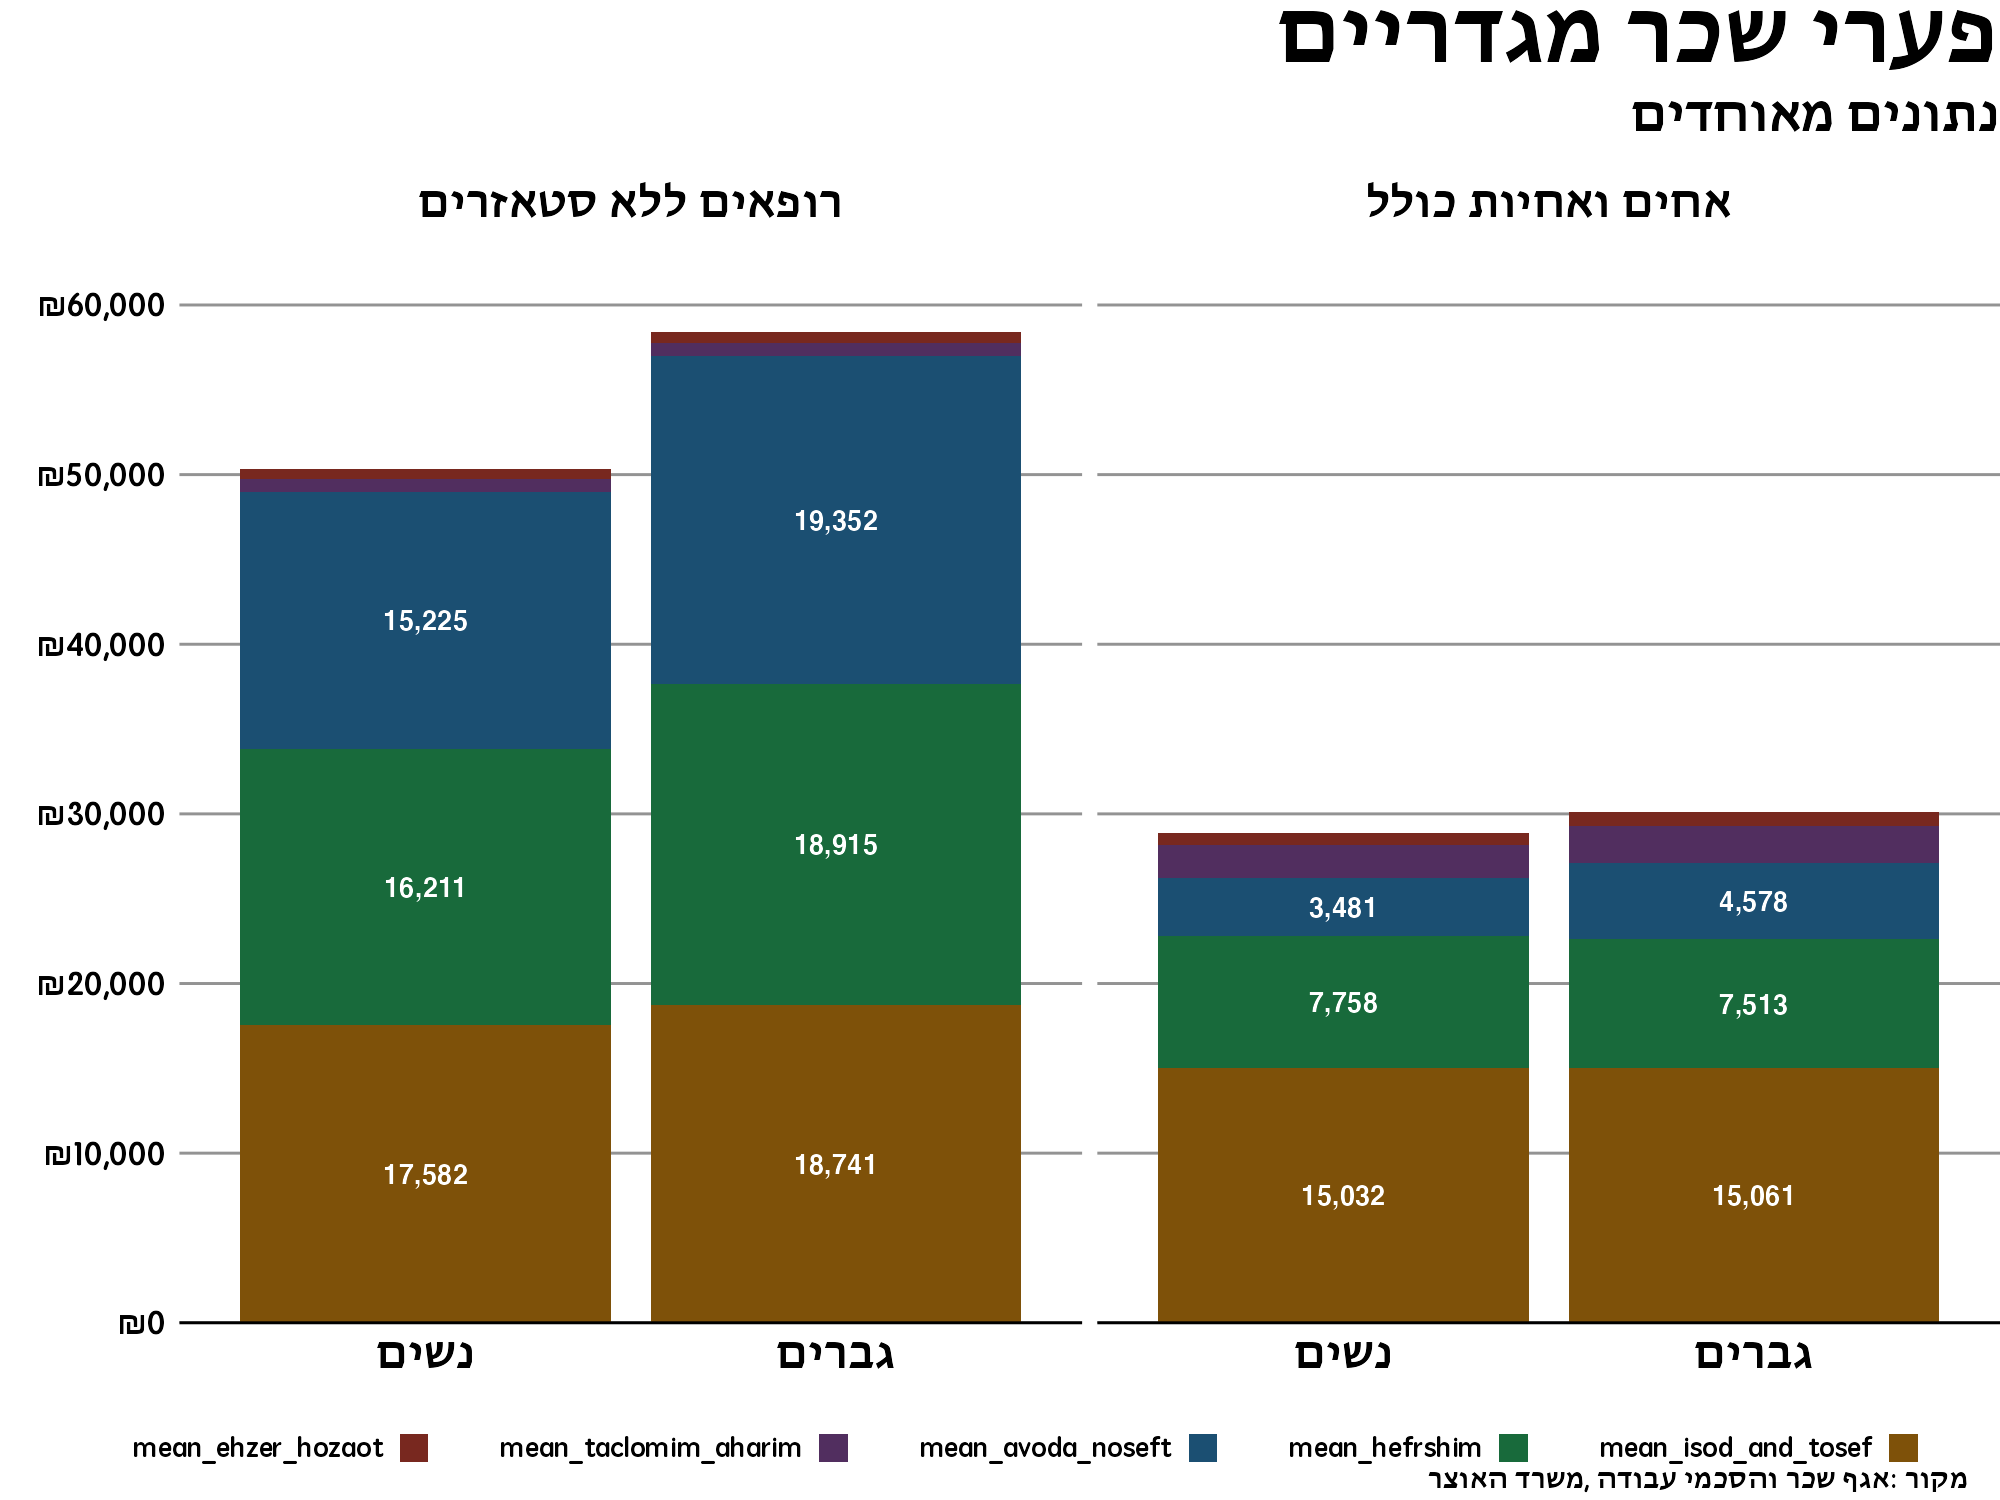 פערי שכר מגדריים
נתונים מאוחדים
רופאים ללא סטאזרים
אחים ואחיות כולל
₪60,000
₪50,000
₪40,000
₪30,000
₪20,000
₪10,000
₪0
15,225
16,211
17,582
19,352
18,915
18,741
3,481
7,758
15,032
4,578
7,513
15,061
נשים
גברים
נשים
גברים
mean_ehzer_hozaot
mean_taclomim_aharim
mean_avoda_noseft
mean_hefrshim
mean_isod_and_tosef
מקור :אגף שכר והסכמי עבודה ,משרד האוצר